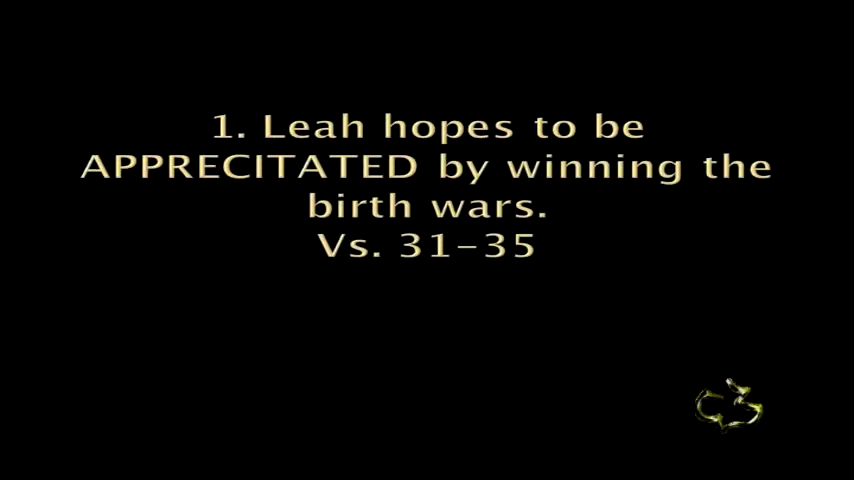 1. Leah hopes to be
APPRECITATED by winning the
birth wars.
Vs. 31-35